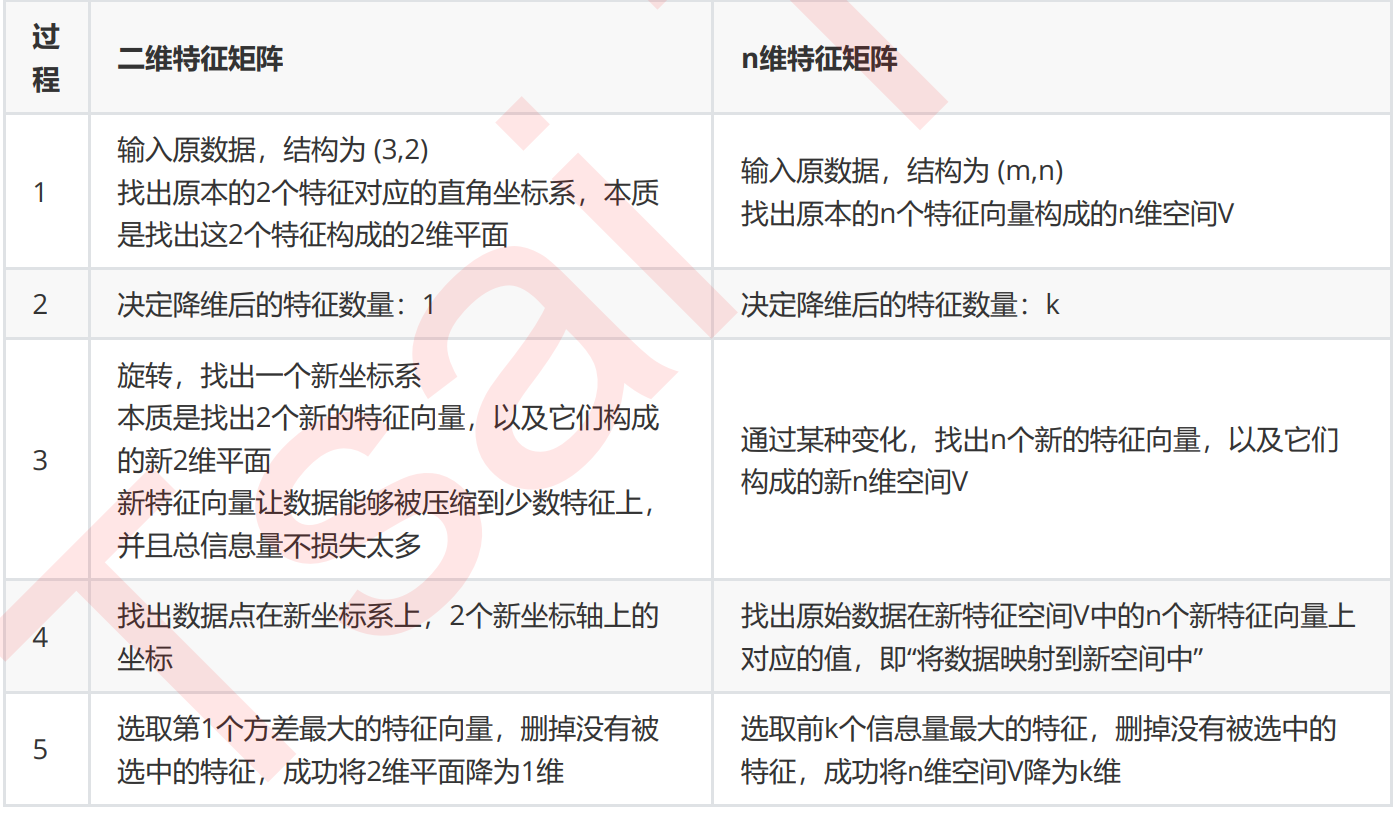 过程
二维特征矩阵
n维特征矩阵
1
输入原数据，结构为 (3,2)
找出原本的2个特征对应的直角坐标系，本质
是找出这2个特征构成的2维平面
输入原数据，结构为 (m,n)
找出原本的n个特征向量构成的n维空间V
2
决定降维后的特征数量：1
决定降维后的特征数量：k
3
旋转，找出一个新坐标系
本质是找出2个新的特征向量，以及它们构成
的新2维平面
新特征向量让数据能够被压缩到少数特征上，
并且总信息量不损失太多
通过某种变化，找出n个新的特征向量，以及它们
构成的新n维空间V
4
找出数据点在新坐标系上，2个新坐标轴上的
坐标
找出原始数据在新特征空间V中的n个新特征向量上
对应的值，即“将数据映射到新空间中”
5
选取第1个方差最大的特征向量，删掉没有被
选中的特征，成功将2维平面降为1维
选取前k个信息量最大的特征，删掉没有被选中的
特征，成功将n维空间V降为k维
Tsai